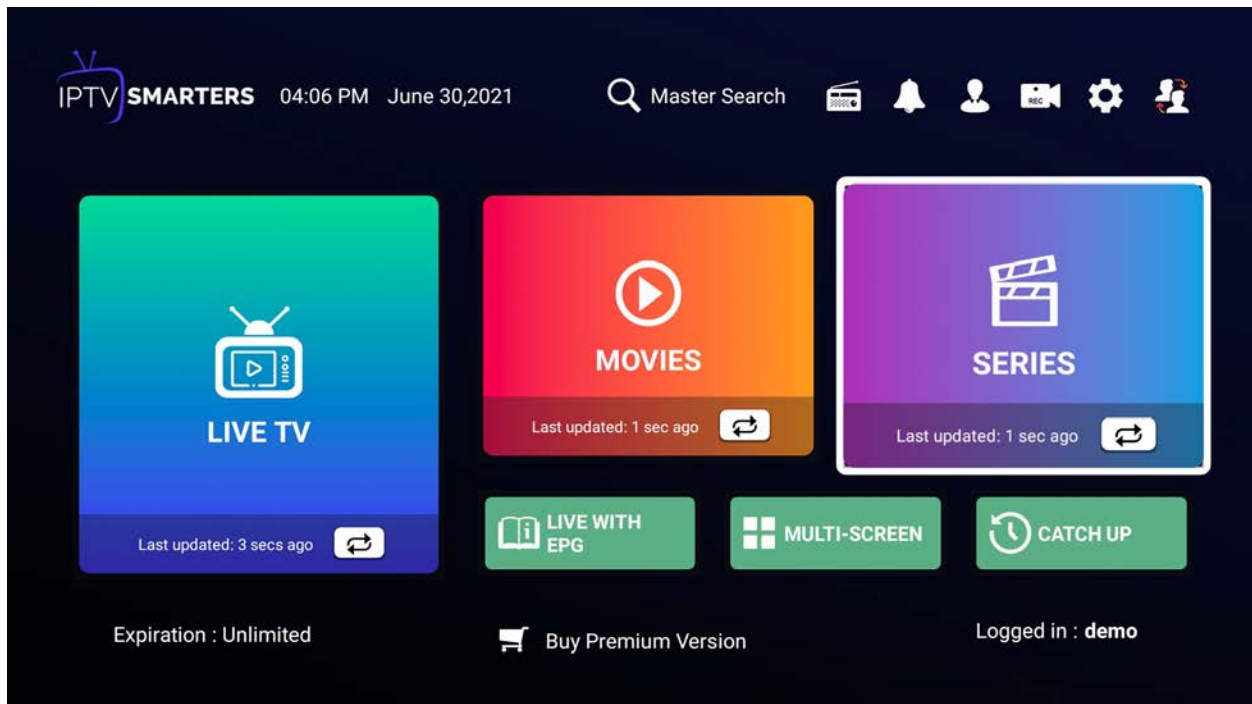 IPTV SMARTERS 04:06 PM June 30,2021 Master Search
REC
LIVE TV
Last updated: 3 secs ago
MOVIES
Last updated: 1 sec ago
SERIES
Last updated: 1 sec ago
LIVE WITH
EPG
MULTI-SCREEN
CATCH UP
Expiration : Unlimited
Buy Premium Version
Logged in : demo